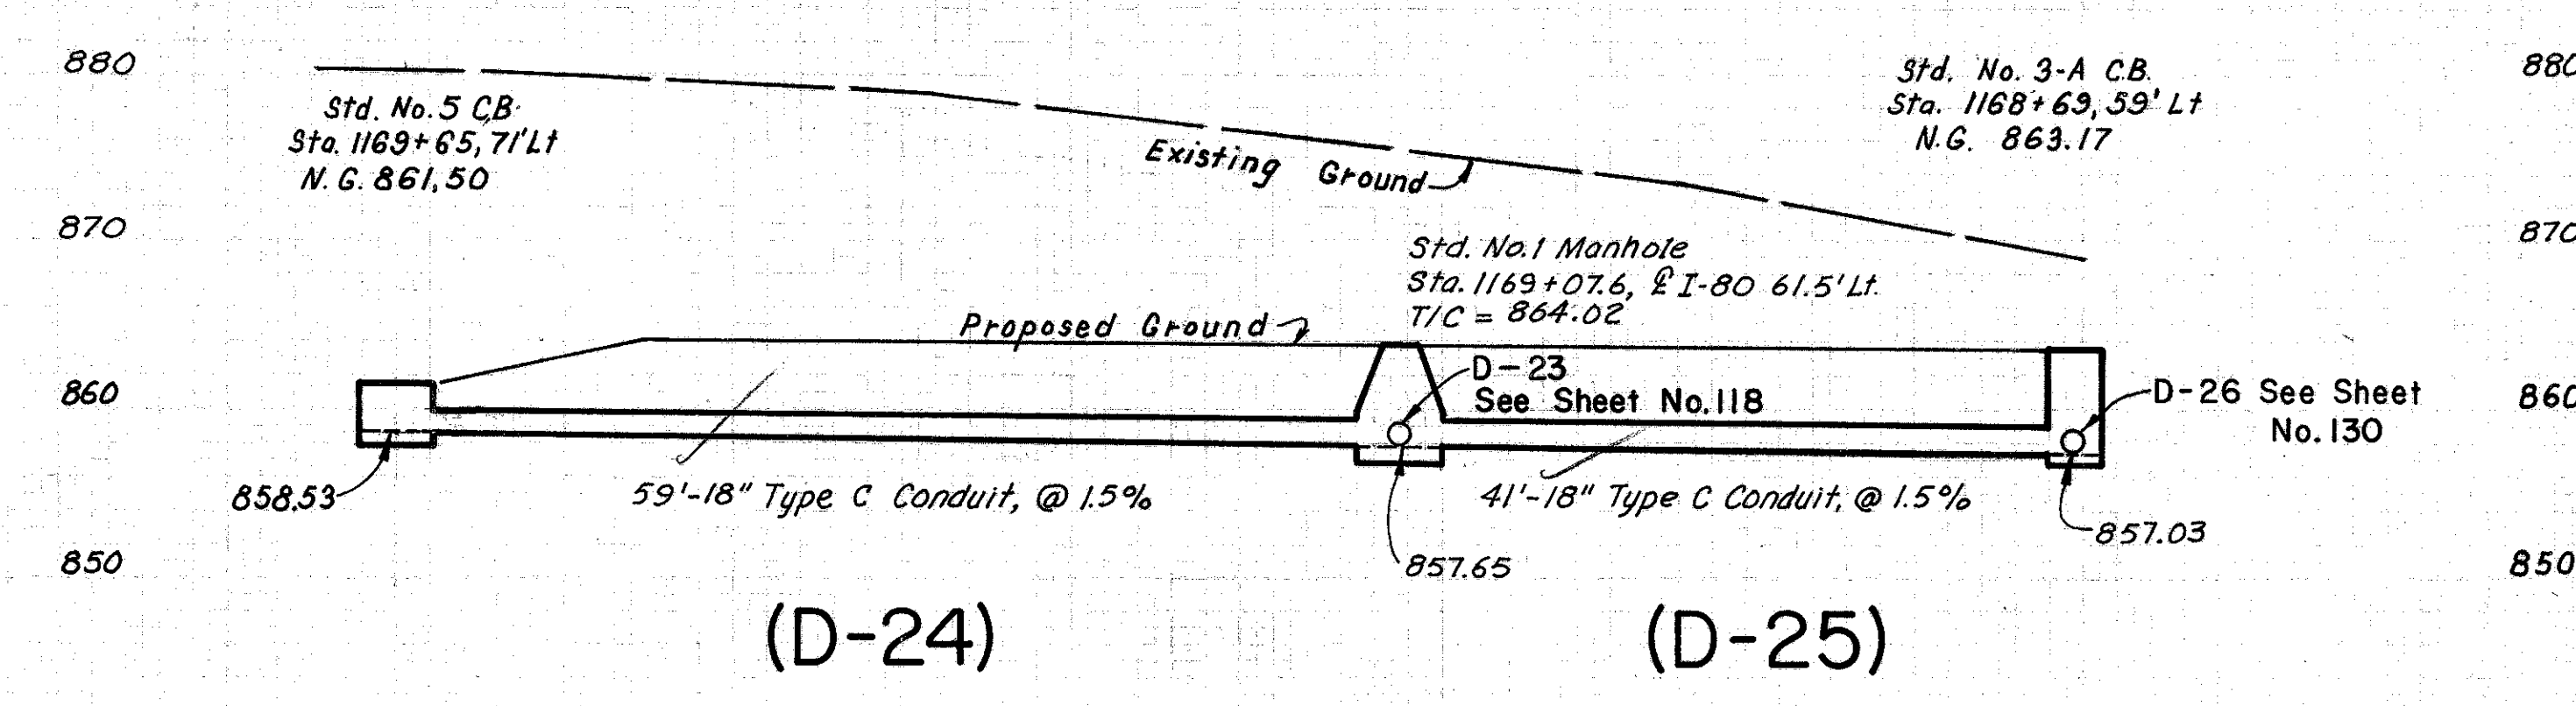 880
880
Std. No. 5 C.B.
Sta. 1169+65, 71' Lt
N. G. 861.50
Std. No. 3-A C.B.
Sta. 1168+69, 59' Lt
N.G. 863.17
Existing Ground
870
870
Std. No. 1 Manhole
Sta. 1169+07.6, ℄ I-80 61.5' Lt.
T/C = 864.02
Proposed Ground
D-23
See Sheet No. 118
860
860
D-26 See Sheet
No. 130
858.53
59'-18" Type C Conduit, @ 1.5%
41'-18" Type C Conduit, @ 1.5%
857.03
850
850
857.65
(D-24)
(D-25)